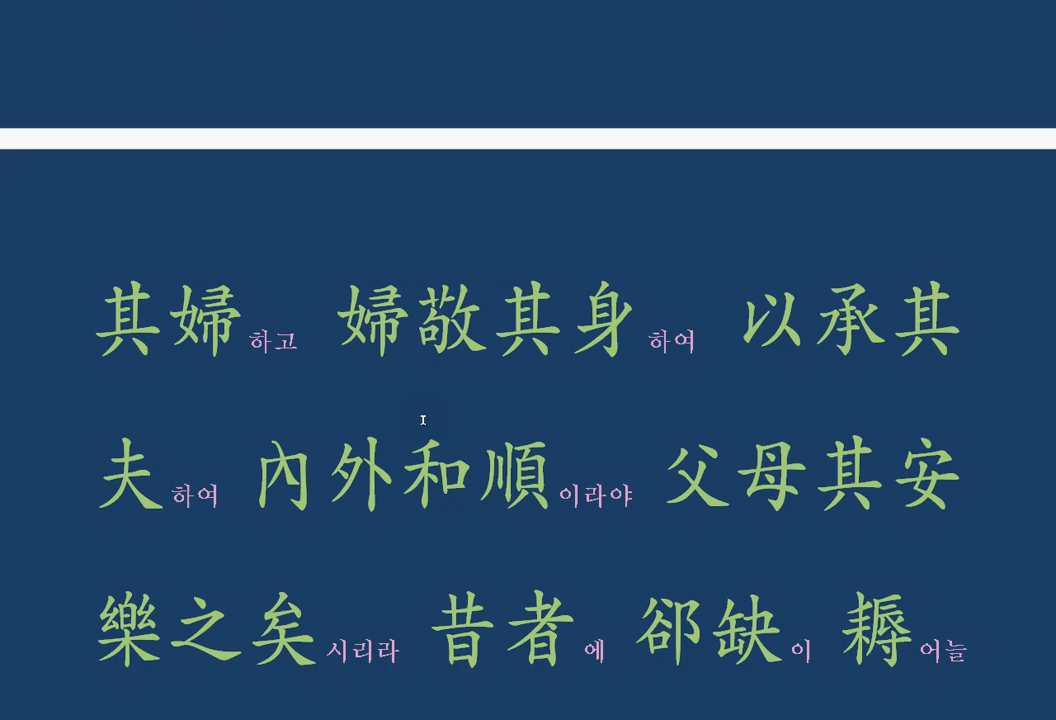 其婦하고 婦敬其身하여 以承其
夫하여 內外和順이라야 父母其安
樂之矣시리라 昔者에 郤缺이 耨어늘